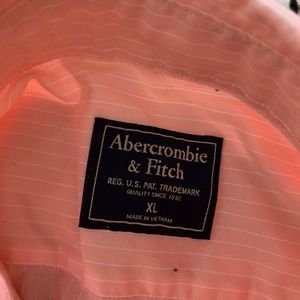 Abercrombie
& Fitch
REG. U.S. PAT. TRADEMARK
QUALITY SINCE 1892
XL
MADE IN VIETNAM